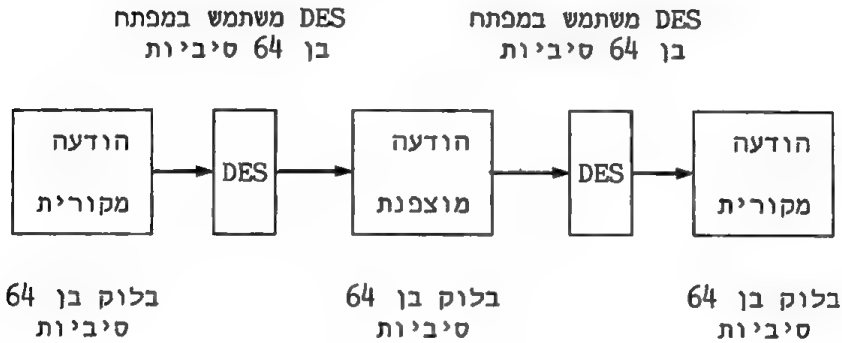 DES משתמש במפתח
בן 64 סיביות
DES משתמש במפתח
בן 64 סיביות
הודעה
מקורית
DES
הודעה
מוצפנת
DES
הודעה
מקורית
בלוק בן 64
סיביות
בלוק בן 64
סיביות
בלוק בן 64
סיביות